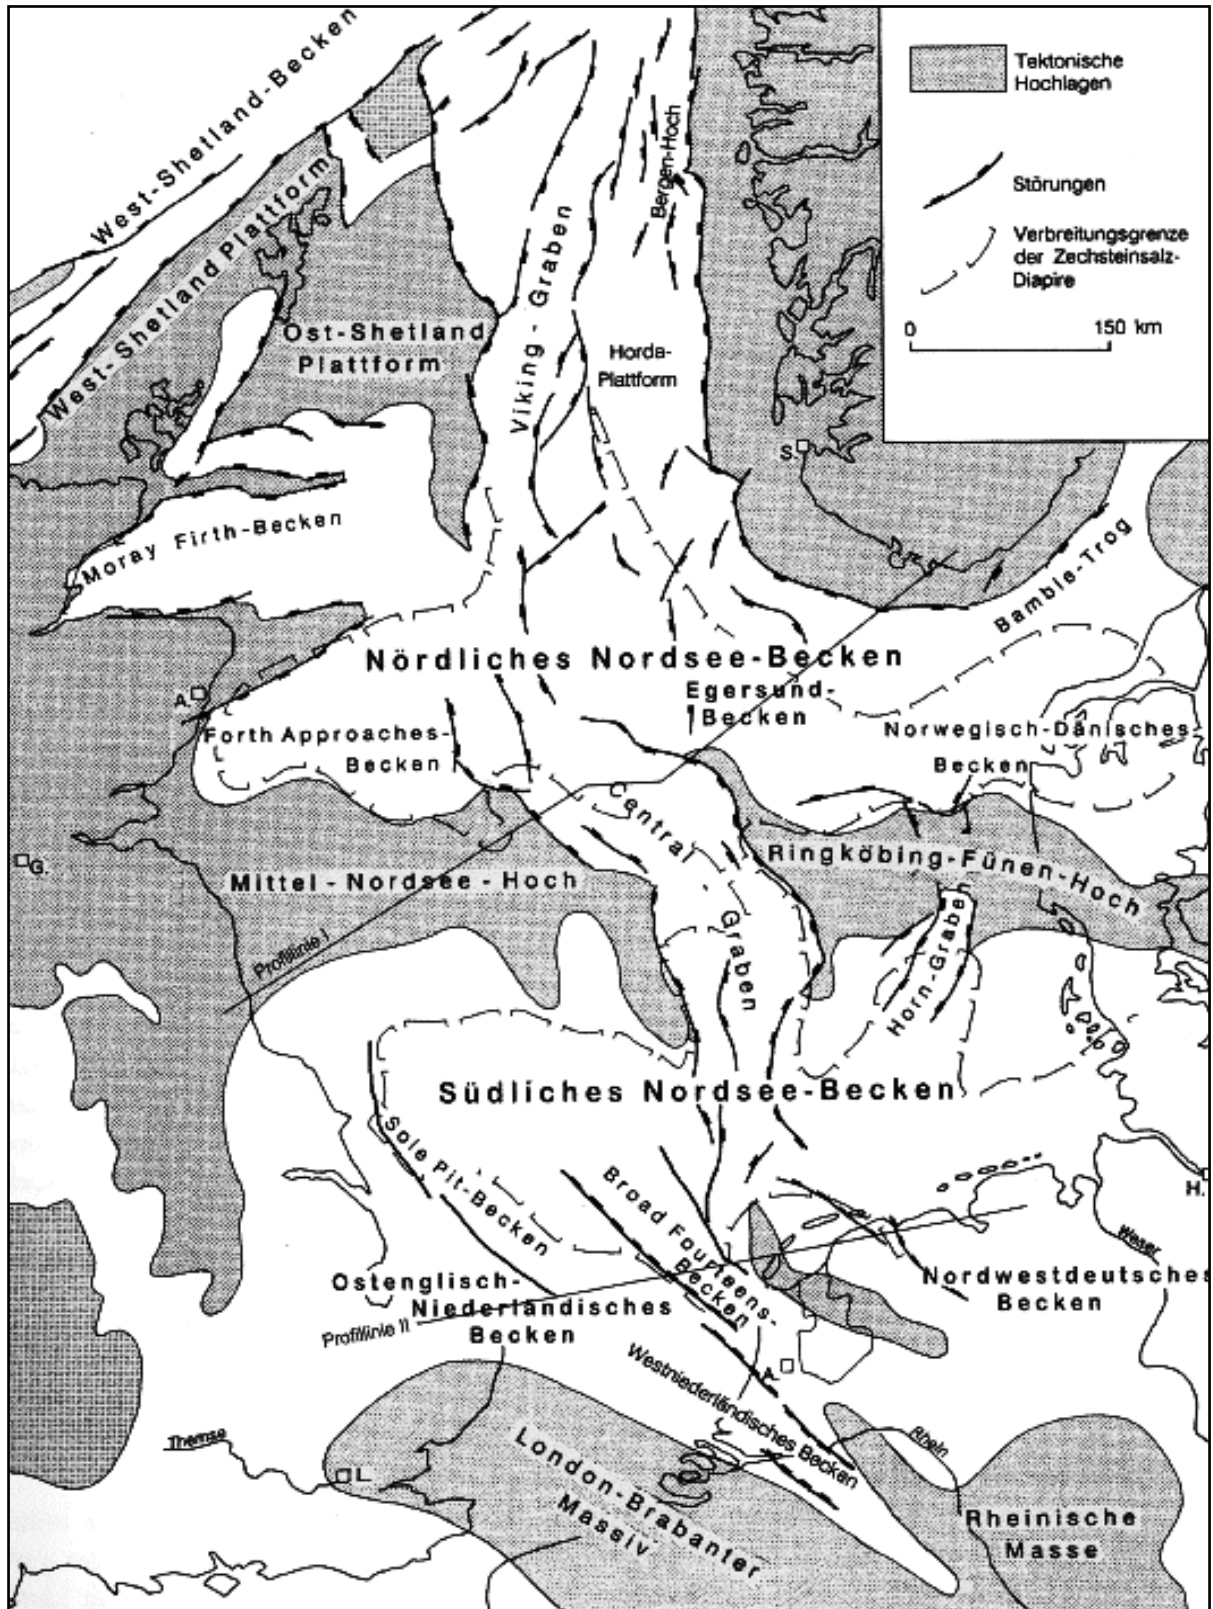 West-Shetland-Becken
Tektonische
Hochlagen
Störungen
Verbreitungsgrenze
der Zechsteinsalz-
Diapire
0 150 km
West-Shetland Plattform
Bergen-Hoch
Viking-Graben
Ost-Shetland
Plattform
Horda-
Plattform
S.
Moray Firth-Becken
Bamble-Trog
Nördliches Nordsee-Becken
A.
Egersund-
Becken
Forth Approaches-
Becken
Norwegisch-Dänisches
Becken
Central
Graben
G.
Mittel-Nordsee-Hoch
Ringköbing-Fünen-Hoch
Profillinie I
Horn-Grabe
Südliches Nordsee-Becken
Sole Pit-Becken
Broad Fourteens-
Becken
H.
Weser
Ostenglisch-
Niederländisches
Becken
Nordwestdeutsches
Becken
Profillinie II
A
Westniederländisches Becken
Themse
L.
Rhein
London-Brabanter
Massiv
Rheinische
Masse